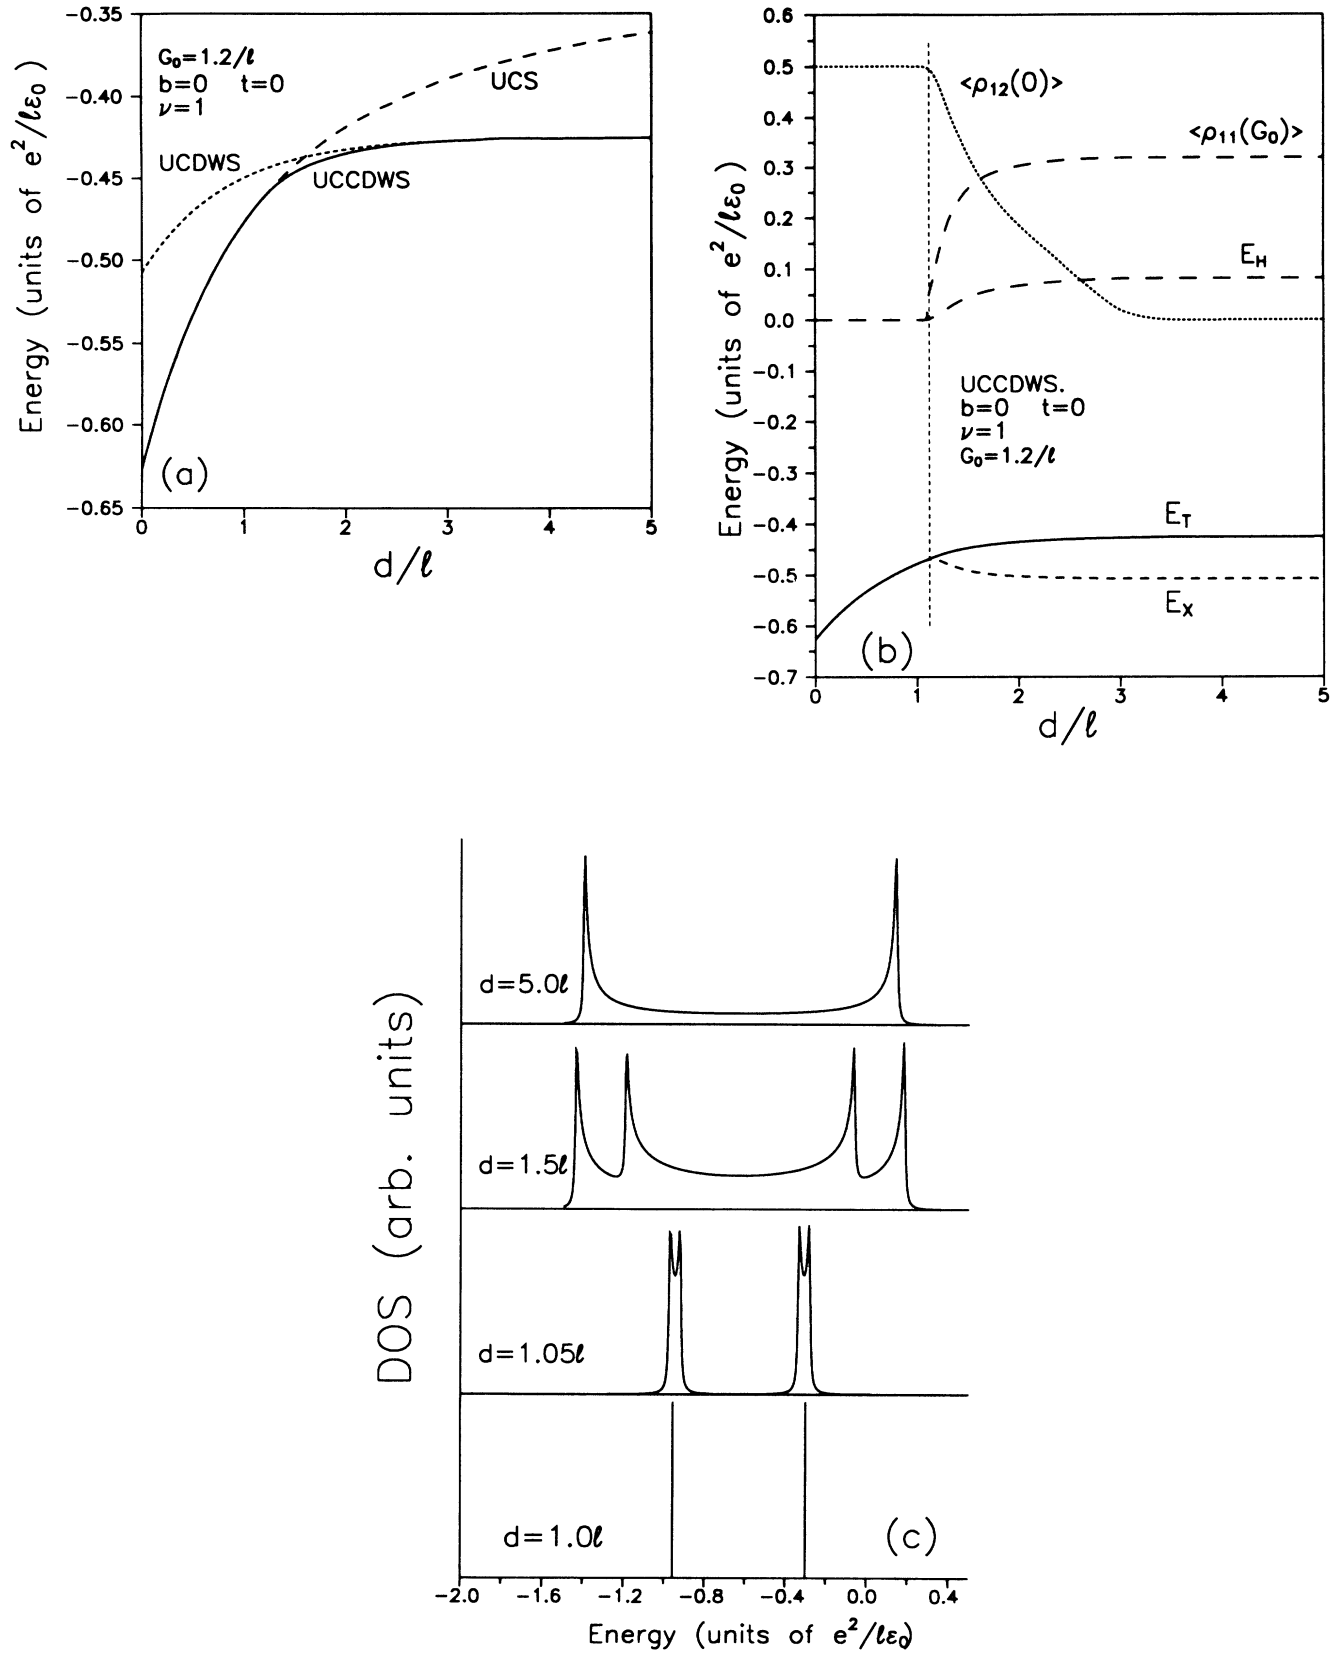 -0.35
-0.40
-0.45
-0.50
-0.55
-0.60
-0.65
Energy (units of e²/ℓε₀)
G₀=1.2/ℓ
b=0 t=0
ν=1
UCS
UCDWS
UCCDWS
(a)
0 1 2 3 4 5
d/ℓ
0.6
0.5
0.4
0.3
0.2
0.1
0.0
-0.1
-0.2
-0.3
-0.4
-0.5
-0.6
-0.7
Energy (units of e²/ℓε₀)
<ρ₁₂(0)>
<ρ₁₁(G₀)>
E_H
UCCDWS.
b=0 t=0
ν=1
G₀=1.2/ℓ
E_T
E_X
(b)
0 1 2 3 4 5
d/ℓ
DOS (arb. units)
d=5.0ℓ
d=1.5ℓ
d=1.05ℓ
d=1.0ℓ
(c)
-2.0 -1.6 -1.2 -0.8 -0.4 0.0 0.4
Energy (units of e²/ℓε₀)